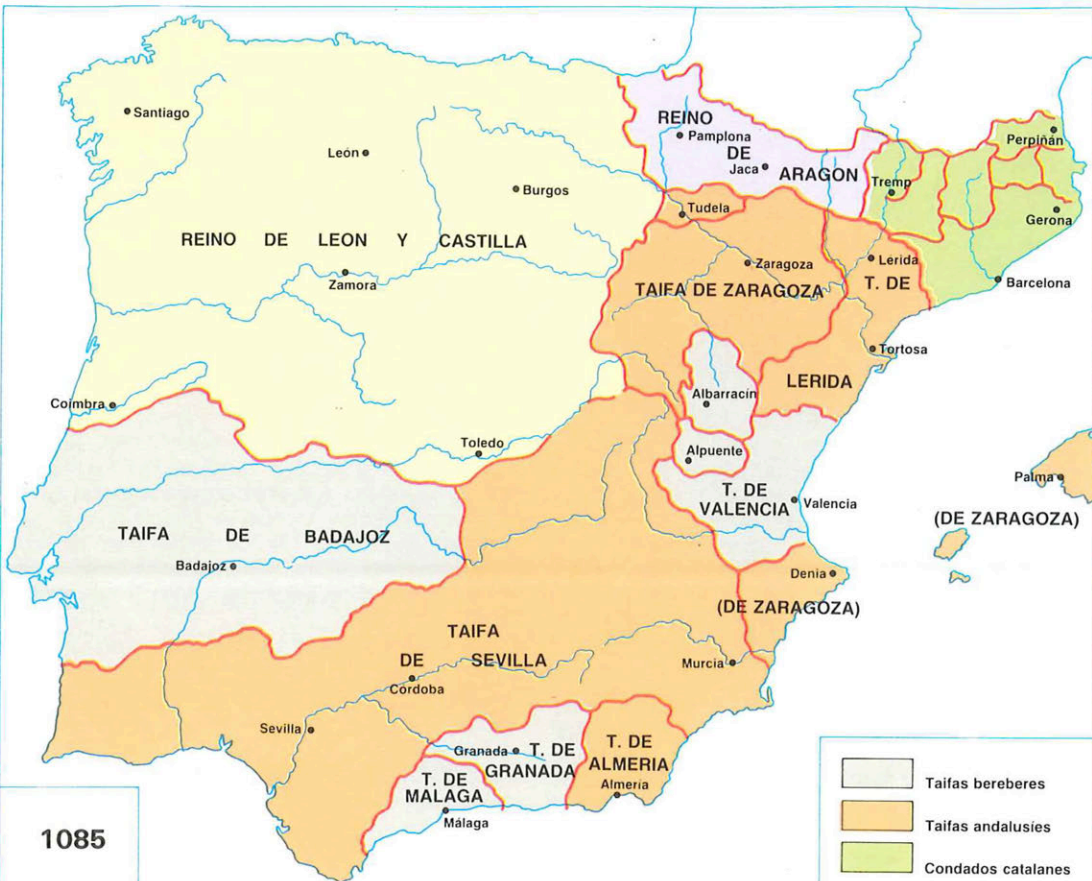 Santiago
León
Burgos
REINO DE LEON Y CASTILLA
Zamora
Coimbra
Toledo
REINO
Pamplona
DE
Jaca
ARAGON
Tudela
Zaragoza
TAIFA DE ZARAGOZA
Perpiñán
Tremp
Gerona
Barcelona
Lérida
T. DE
LERIDA
Tortosa
Albarracín
Alpuente
T. DE
VALENCIA
Valencia
Palma
(DE ZARAGOZA)
TAIFA DE BADAJOZ
Badajoz
Denia
(DE ZARAGOZA)
TAIFA
DE SEVILLA
Córdoba
Murcia
Sevilla
Granada
T. DE
GRANADA
T. DE
ALMERIA
Almería
T. DE
MALAGA
Málaga
1085
Taifas bereberes
Taifas andalusíes
Condados catalanes